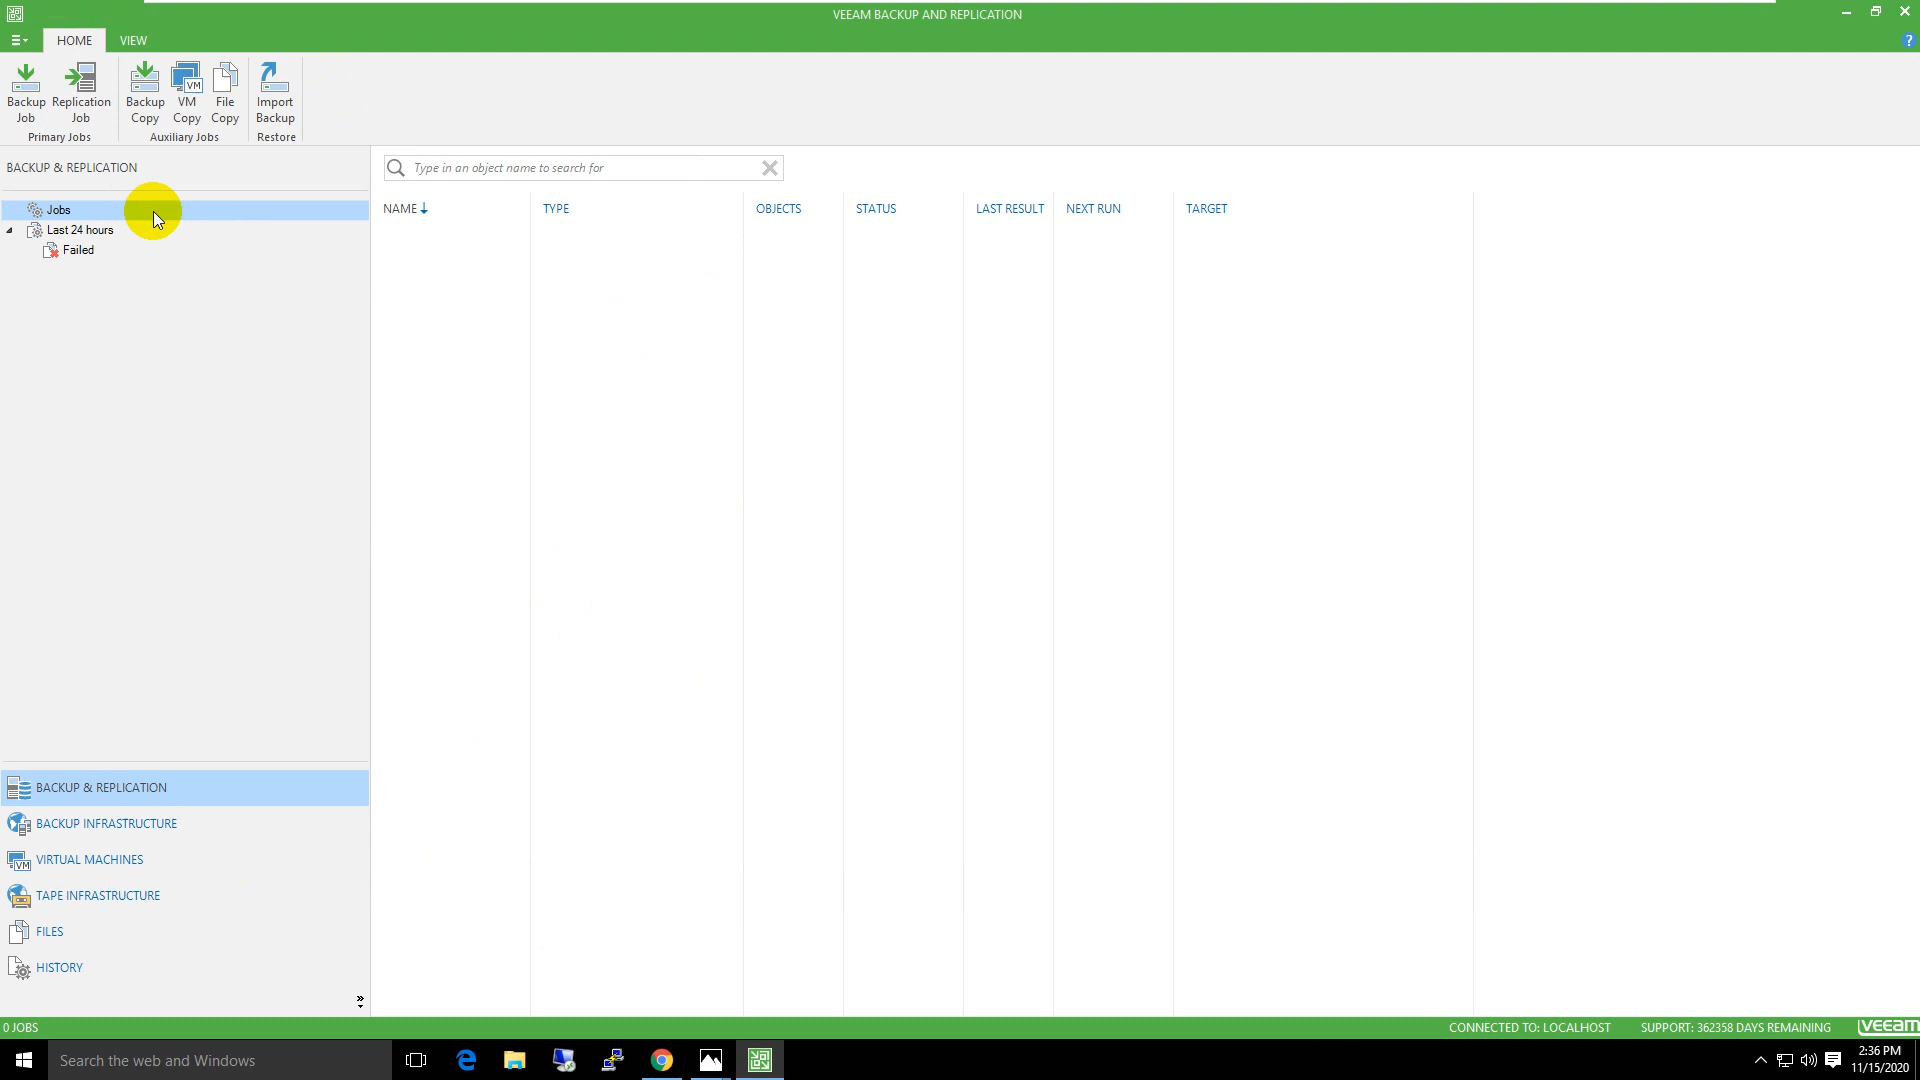 VEEAM BACKUP AND REPLICATION
HOME VIEW
?
Backup Job
Replication Job
Backup Copy
VM
VM Copy
File Copy
Import Backup
Primary Jobs
Auxiliary Jobs
Restore
BACKUP & REPLICATION
Type in an object name to search for
Jobs
Last 24 hours
Failed
NAME TYPE OBJECTS STATUS LAST RESULT NEXT RUN TARGET
BACKUP & REPLICATION
BACKUP INFRASTRUCTURE
VM
VIRTUAL MACHINES
TAPE INFRASTRUCTURE
FILES
HISTORY
0 JOBS
CONNECTED TO: LOCALHOST
SUPPORT: 362358 DAYS REMAINING
veeam
Search the web and Windows
2:36 PM
11/15/2020